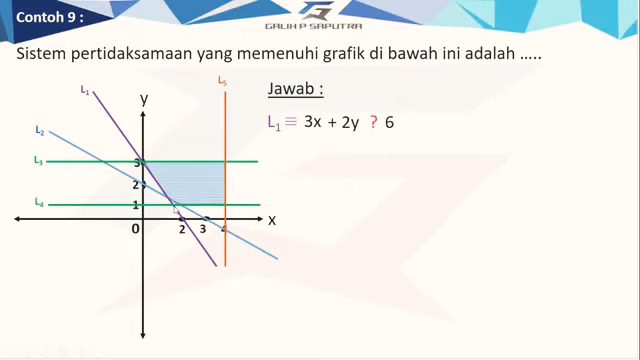 Contoh 9 :
GALIH P SAPUTRA
Sistem pertidaksamaan yang memenuhi grafik di bawah ini adalah …..
Jawab :
L₁ ≡ 3x + 2y ? 6
L₁
L₅
y
L₂
L₃
3
2
L₄
1
x
0 2 3 4